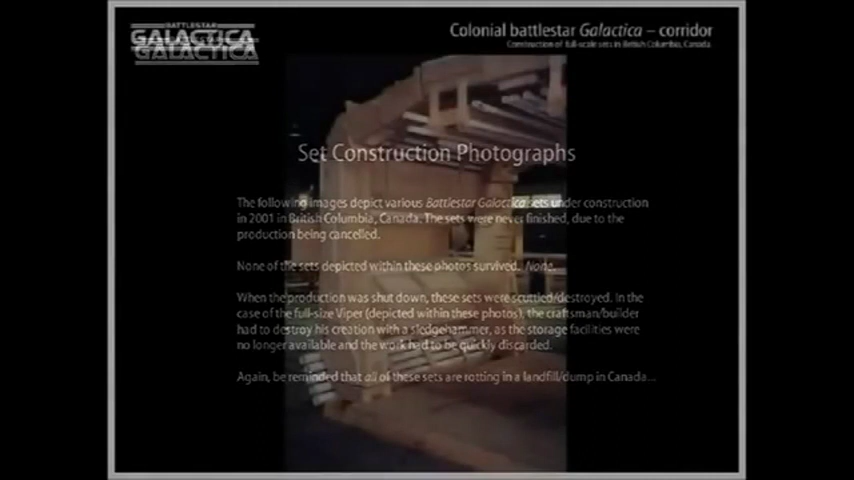 BATTLESTAR
GALACTICA
GALACTICA
Colonial battlestar Galactica – corridor
Construction of full-scale sets in British Columbia, Canada.
Set Construction Photographs
The following images depict various Battlestar Galactica sets under construction
in 2001 in British Columbia, Canada. The sets were never finished, due to the
production being cancelled.
None of the sets depicted within these photos survived. None.
When the production was shut down, these sets were scuttled/destroyed. In the
case of the full-size Viper (depicted within these photos), the craftsman/builder
had to destroy his creation with a sledgehammer, as the storage facilities were
no longer available and the work had to be quickly discarded.
Again, be reminded that all of these sets are rotting in a landfill/dump in Canada...